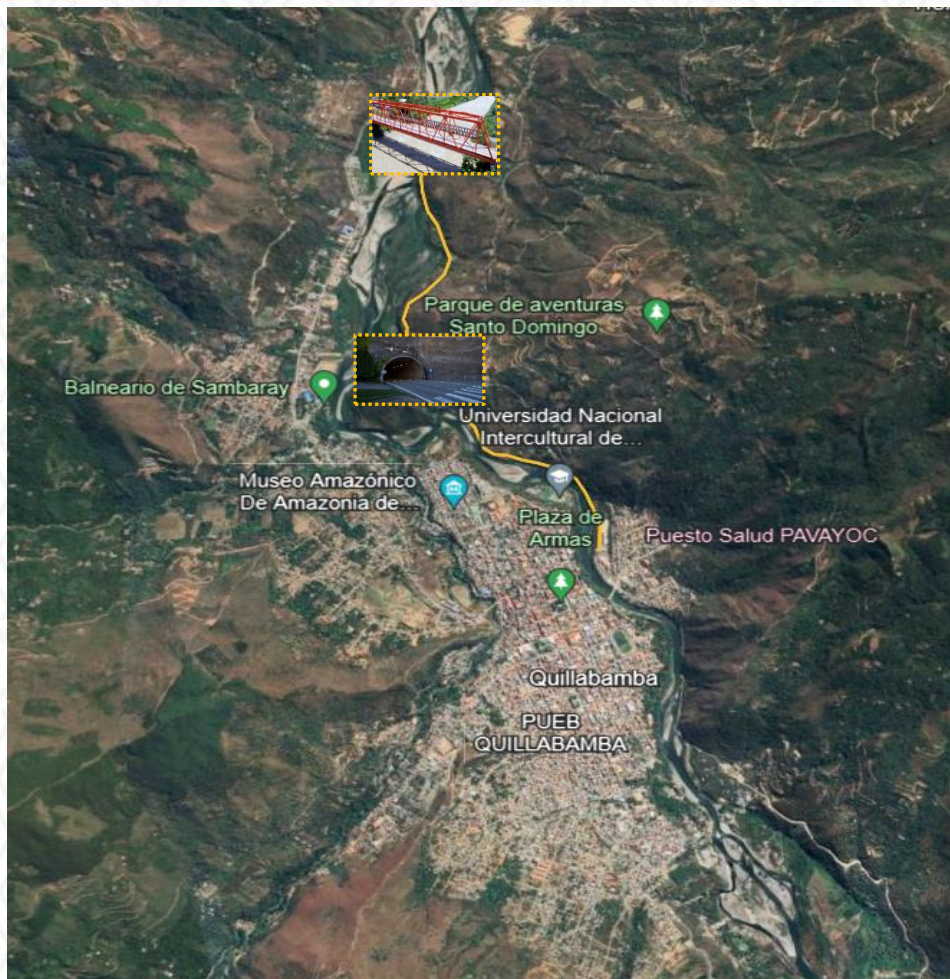 Parque de aventuras
Santo Domingo
Balneario de Sambaray
Universidad Nacional
Intercultural de...
Museo Amazónico
De Amazonia de...
Plaza de
Armas
Puesto Salud PAVAYOC
Quillabamba
PUEB
QUILLABAMBA